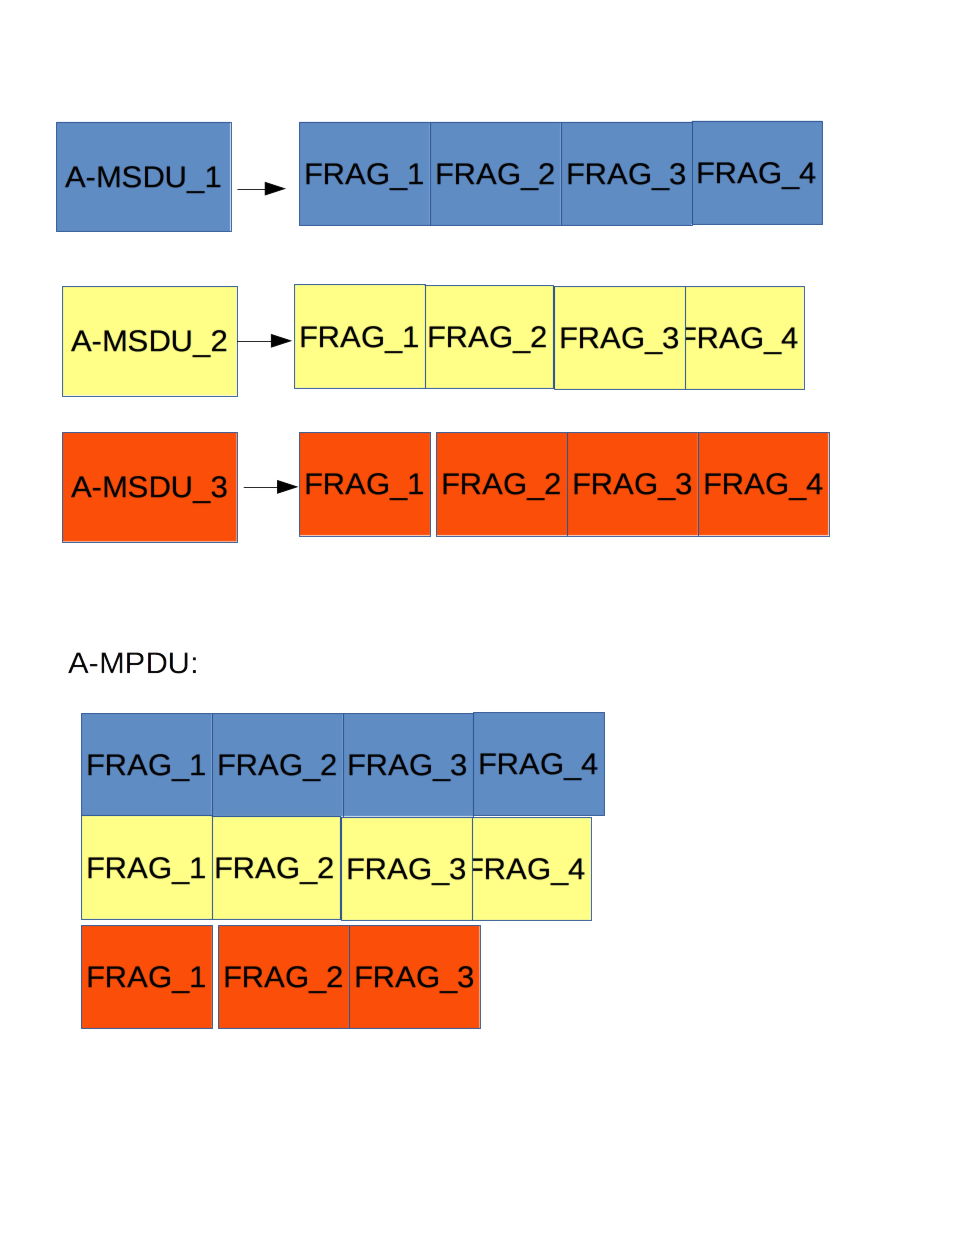 A-MSDU_1 FRAG_1 FRAG_2 FRAG_3 FRAG_4
A-MSDU_2 FRAG_1 FRAG_2 FRAG_3 FRAG_4
A-MSDU_3 FRAG_1 FRAG_2 FRAG_3 FRAG_4
A-MPDU:
FRAG_1 FRAG_2 FRAG_3 FRAG_4
FRAG_1 FRAG_2 FRAG_3 FRAG_4
FRAG_1 FRAG_2 FRAG_3